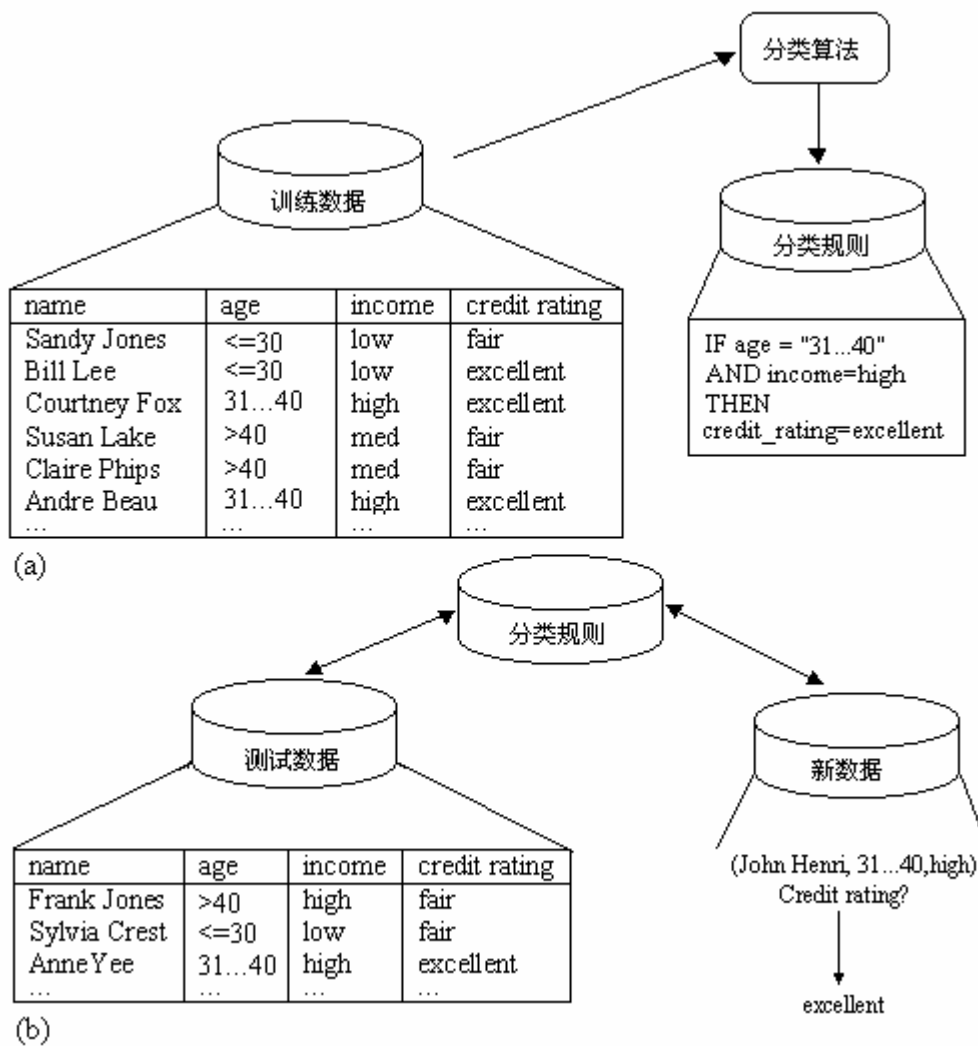 分类算法
训练数据
分类规则
name age income credit rating
Sandy Jones <=30 low fair
Bill Lee <=30 low excellent
Courtney Fox 31...40 high excellent
Susan Lake >40 med fair
Claire Phips >40 med fair
Andre Beau 31...40 high excellent
... ... ... ...
IF age = "31...40"
AND income=high
THEN
credit_rating=excellent
(a)
分类规则
测试数据
新数据
name age income credit rating
Frank Jones >40 high fair
Sylvia Crest <=30 low fair
AnneYee 31...40 high excellent
... ... ... ...
(John Henri, 31...40,high)
Credit rating?
excellent
(b)